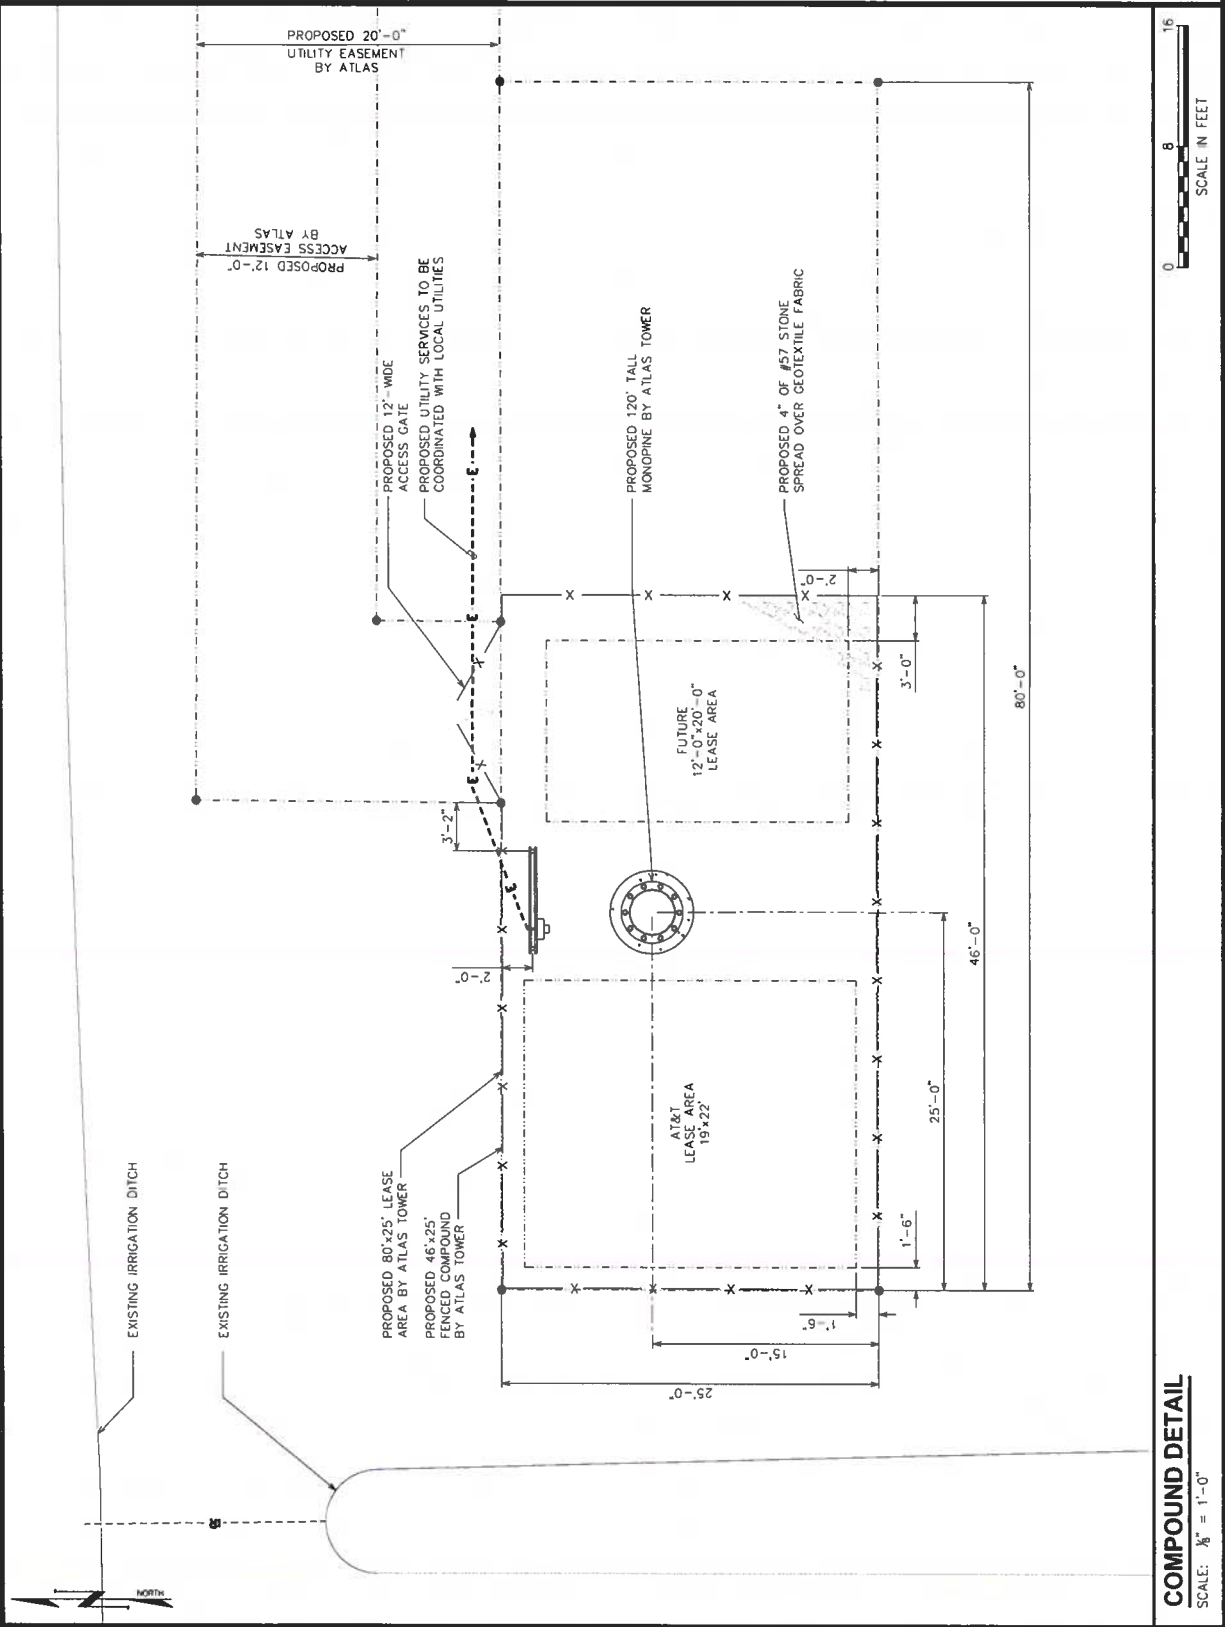 EXISTING IRRIGATION DITCH
EXISTING IRRIGATION DITCH
NORTH
PROPOSED 80'x25' LEASE
AREA BY ATLAS TOWER
PROPOSED 46'x25'
FENCED COMPOUND
BY ATLAS TOWER
PROPOSED 20'-0"
UTILITY EASEMENT
BY ATLAS
PROPOSED 12'-0"
ACCESS EASEMENT
BY ATLAS
PROPOSED 12'-WIDE
ACCESS GATE
PROPOSED UTILITY SERVICES TO BE
COORDINATED WITH LOCAL UTILITIES
PROPOSED 120' TALL
MONOPINE BY ATLAS TOWER
PROPOSED 4" OF #57 STONE
SPREAD OVER GEOTEXTILE FABRIC
3'-2"
2'-0"
E
E
E
E
AT&T
LEASE AREA
19'x22'
FUTURE
12'-0"x20'-0"
LEASE AREA
2'-0"
3'-0"
1'-6"
1'-6"
15'-0"
25'-0"
25'-0"
46'-0"
80'-0"
COMPOUND DETAIL
SCALE: ⅛" = 1'-0"
0 8 16
SCALE IN FEET